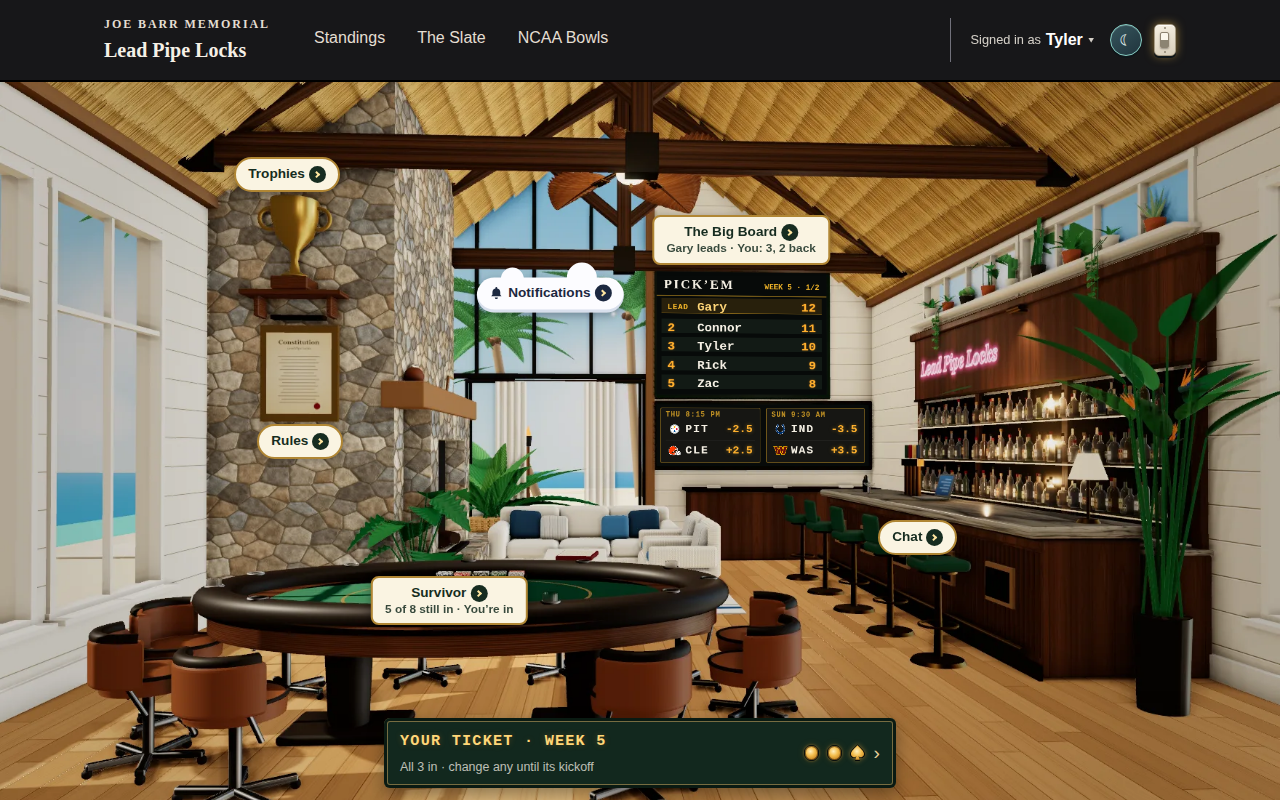 JOE BARR MEMORIAL
Lead Pipe Locks
Standings
The Slate
NCAA Bowls
Signed in as Tyler
Trophies
The Big Board
Gary leads · You: 3, 2 back
Notifications
PICK'EM
WEEK 5 · 1/2
LEAD Gary 12
2 Connor 11
3 Tyler 10
4 Rick 9
5 Zac 8
Constitution
Lead Pipe Locks
Rules
THU 8:15 PM
PIT -2.5
CLE +2.5
SUN 9:30 AM
IND -3.5
WAS +3.5
Chat
Survivor
5 of 8 still in · You're in
YOUR TICKET · WEEK 5
All 3 in · change any until its kickoff